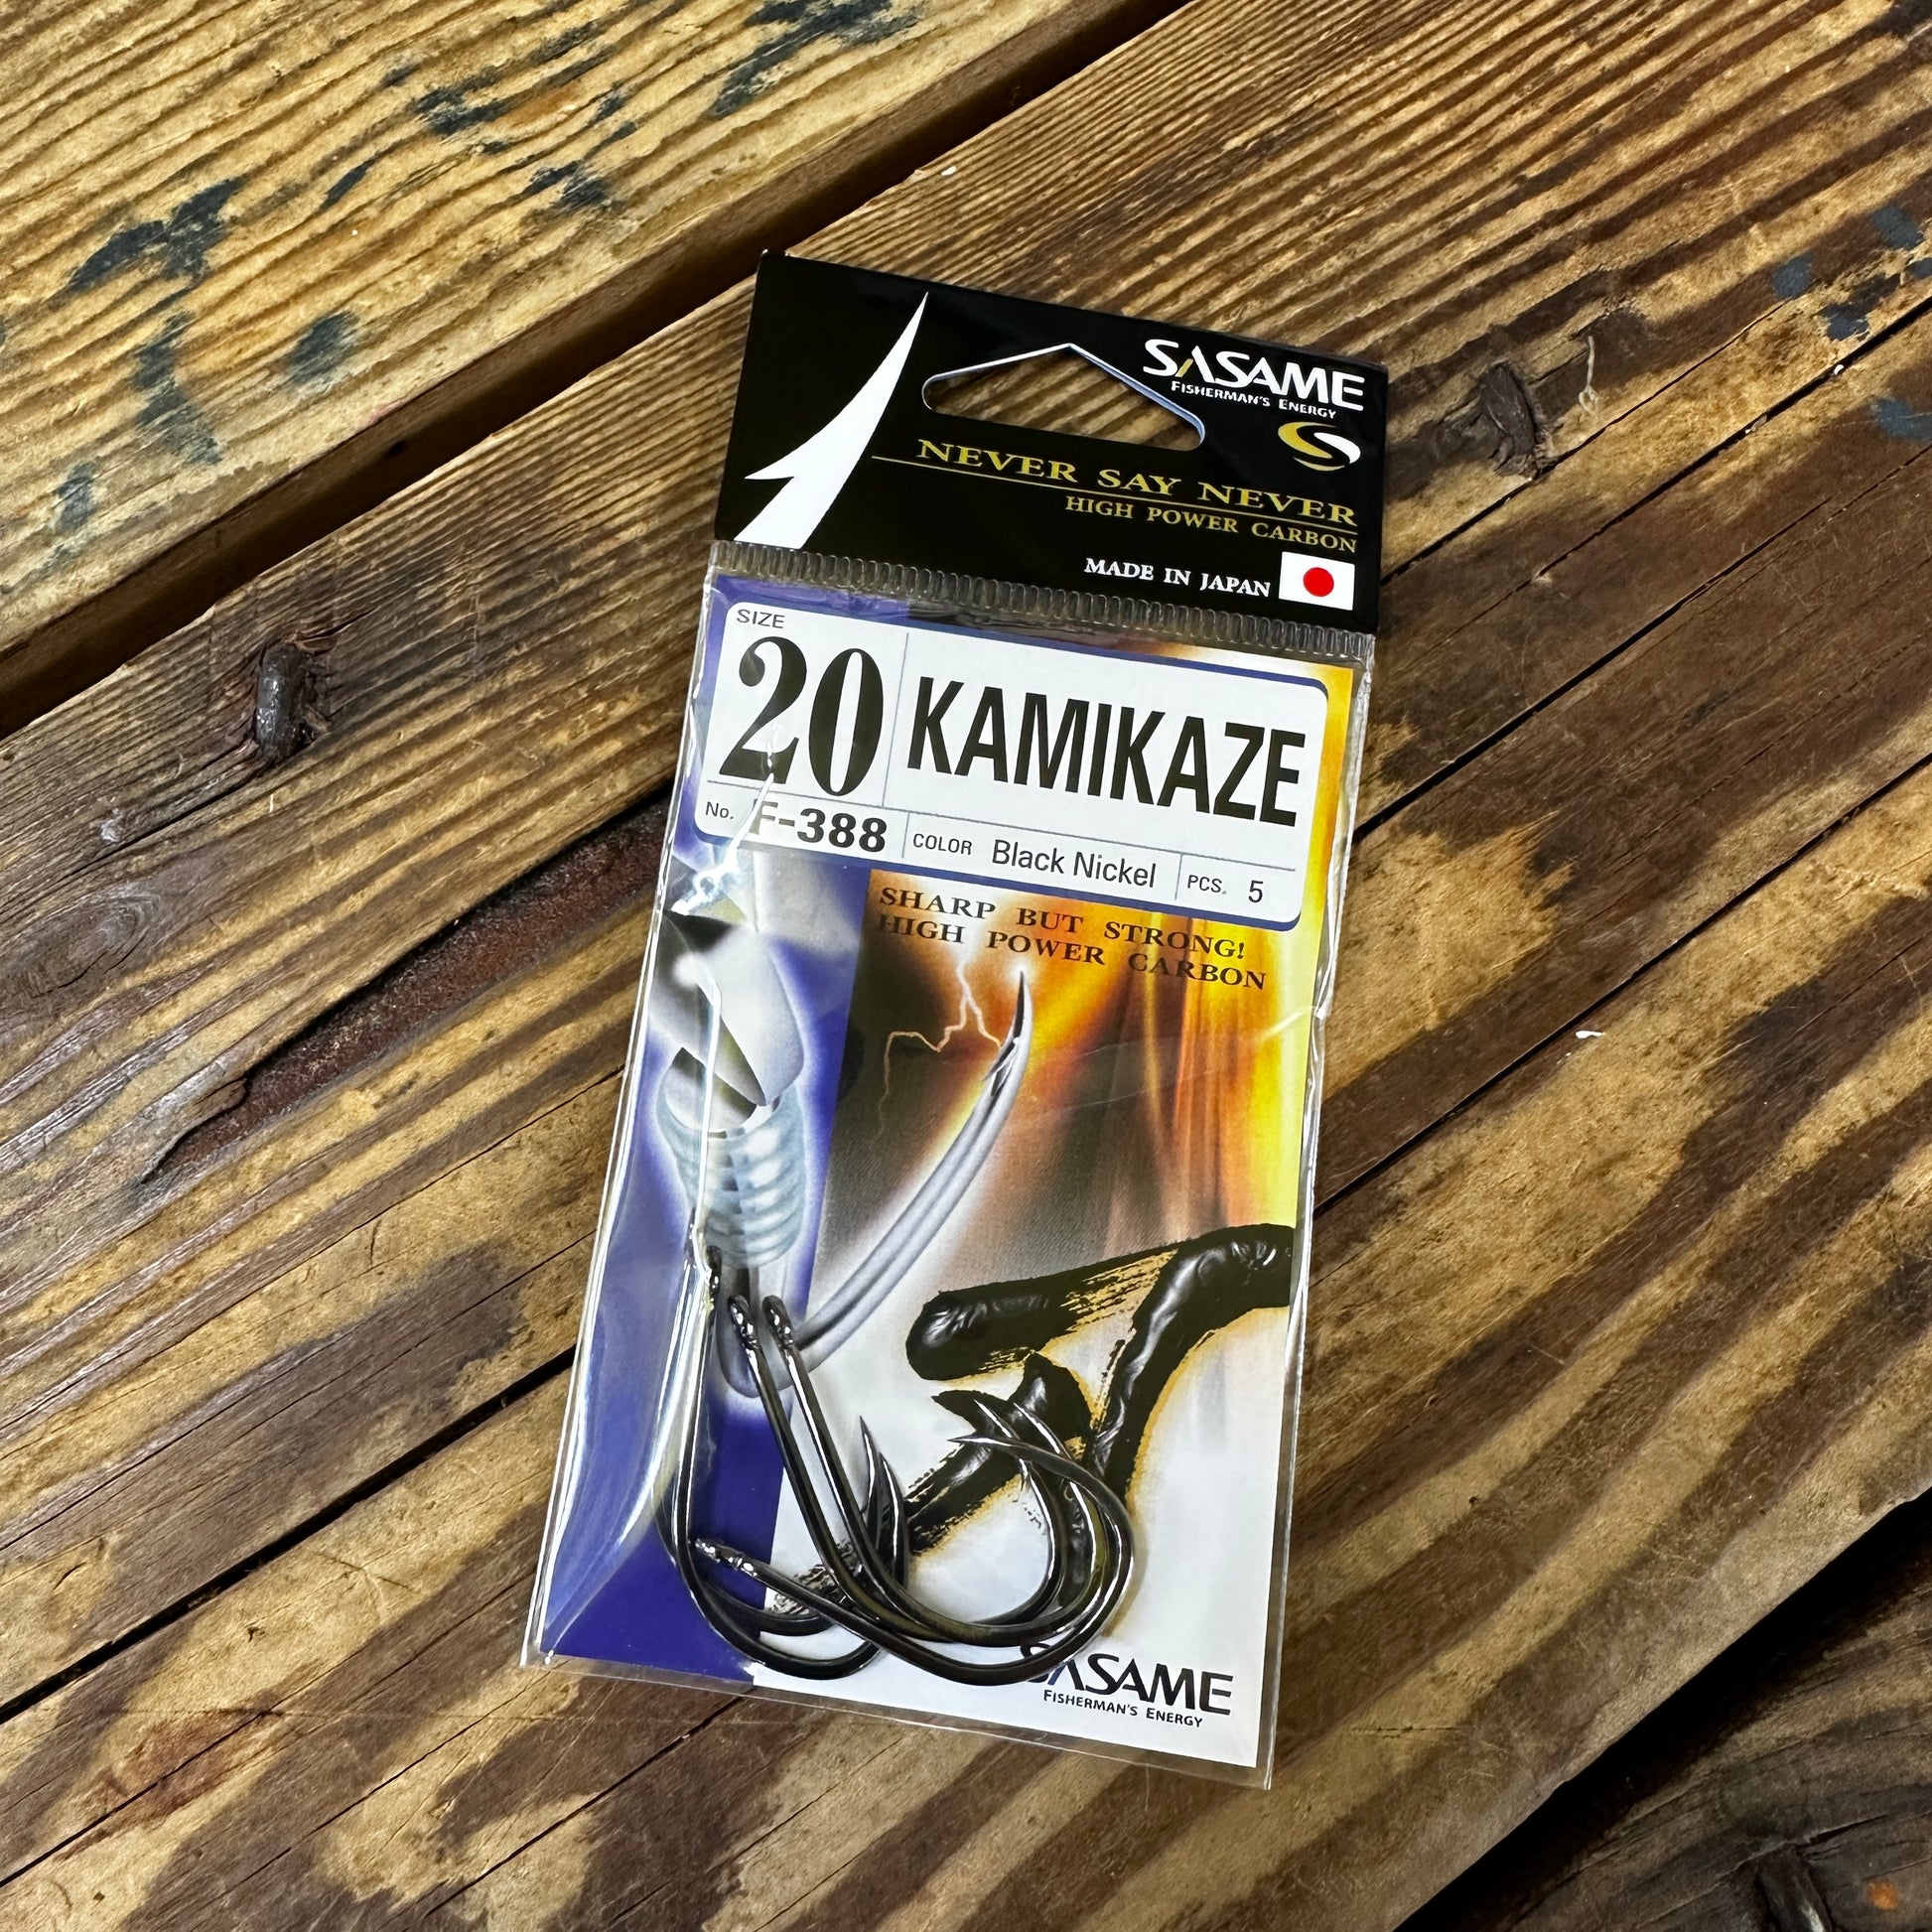 SASAME
FISHERMAN'S ENERGY
NEVER SAY NEVER
HIGH POWER CARBON
MADE IN JAPAN
SIZE
20
KAMIKAZE
No. F-388
COLOR Black Nickel
PCS. 5
SHARP BUT STRONG!
HIGH POWER CARBON
SASAME
FISHERMAN'S ENERGY